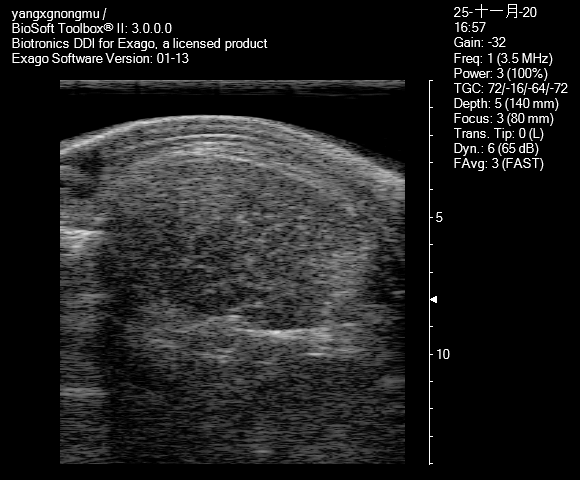 yangxgnongmu /
BioSoft Toolbox® II: 3.0.0.0
Biotronics DDI for Exago, a licensed product
Exago Software Version: 01-13
25-十一月-20
16:57
Gain: -32
Freq: 1 (3.5 MHz)
Power: 3 (100%)
TGC: 72/-16/-64/-72
Depth: 5 (140 mm)
Focus: 3 (80 mm)
Trans. Tip: 0 (L)
Dyn.: 6 (65 dB)
FAvg: 3 (FAST)
5
10